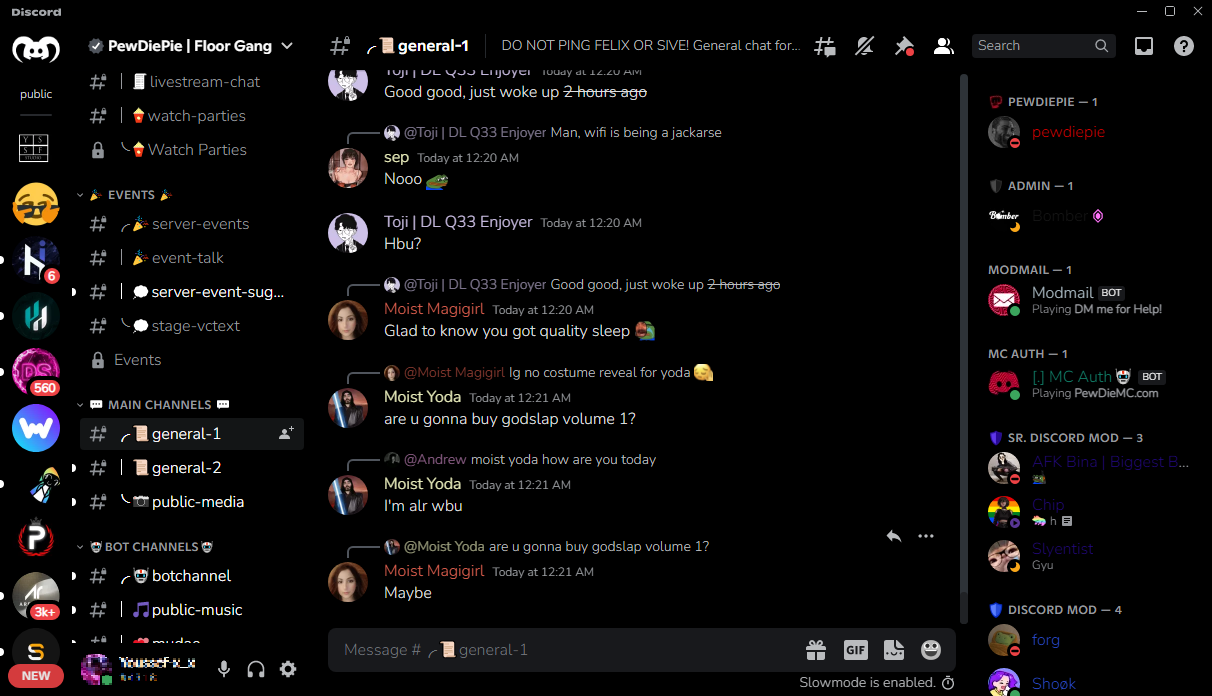 Discord
public
6
560
3k+
NEW
PewDiePie | Floor Gang
livestream-chat
watch-parties
Watch Parties
EVENTS
server-events
event-talk
server-event-sug...
stage-vctext
Events
MAIN CHANNELS
general-1
general-2
public-media
BOT CHANNELS
botchannel
public-music
mudae
general-1
DO NOT PING FELIX OR SIVE! General chat for...
Search
Toji | DL Q33 Enjoyer Today at 12:20 AM
Good good, just woke up 2 hours ago
@Toji | DL Q33 Enjoyer Man, wifi is being a jackarse
sep Today at 12:20 AM
Nooo
Toji | DL Q33 Enjoyer Today at 12:20 AM
Hbu?
@Toji | DL Q33 Enjoyer Good good, just woke up 2 hours ago
Moist Magigirl Today at 12:20 AM
Glad to know you got quality sleep
@Moist Magigirl Ig no costume reveal for yoda
Moist Yoda Today at 12:21 AM
are u gonna buy godslap volume 1?
@Andrew moist yoda how are you today
Moist Yoda Today at 12:21 AM
I'm alr wbu
@Moist Yoda are u gonna buy godslap volume 1?
Moist Magigirl Today at 12:21 AM
Maybe
Message # general-1
GIF
Slowmode is enabled.
PEWDIEPIE — 1
pewdiepie
ADMIN — 1
Bomber
Bomber
MODMAIL — 1
Modmail BOT
Playing DM me for Help!
MC AUTH — 1
[.] MC Auth BOT
Playing PewDieMC.com
SR. DISCORD MOD — 3
AFK Bina | Biggest B...
Chip
h
Slyentist
Gyu
DISCORD MOD — 4
forg
Shoøk